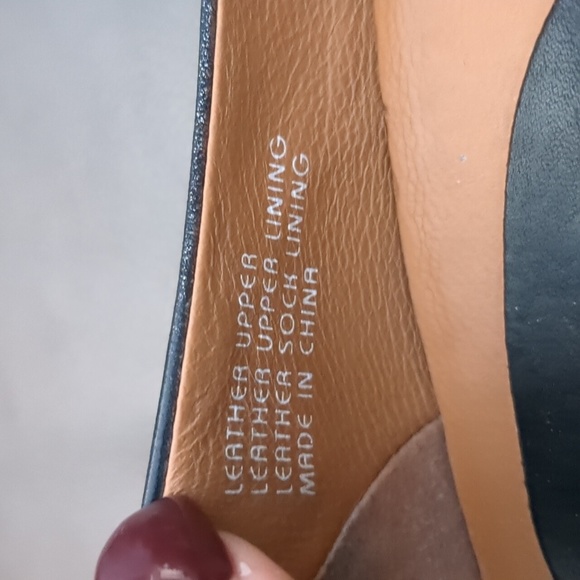 LEATHER UPPER
LEATHER UPPER LINING
LEATHER SOCK LINING
MADE IN CHINA